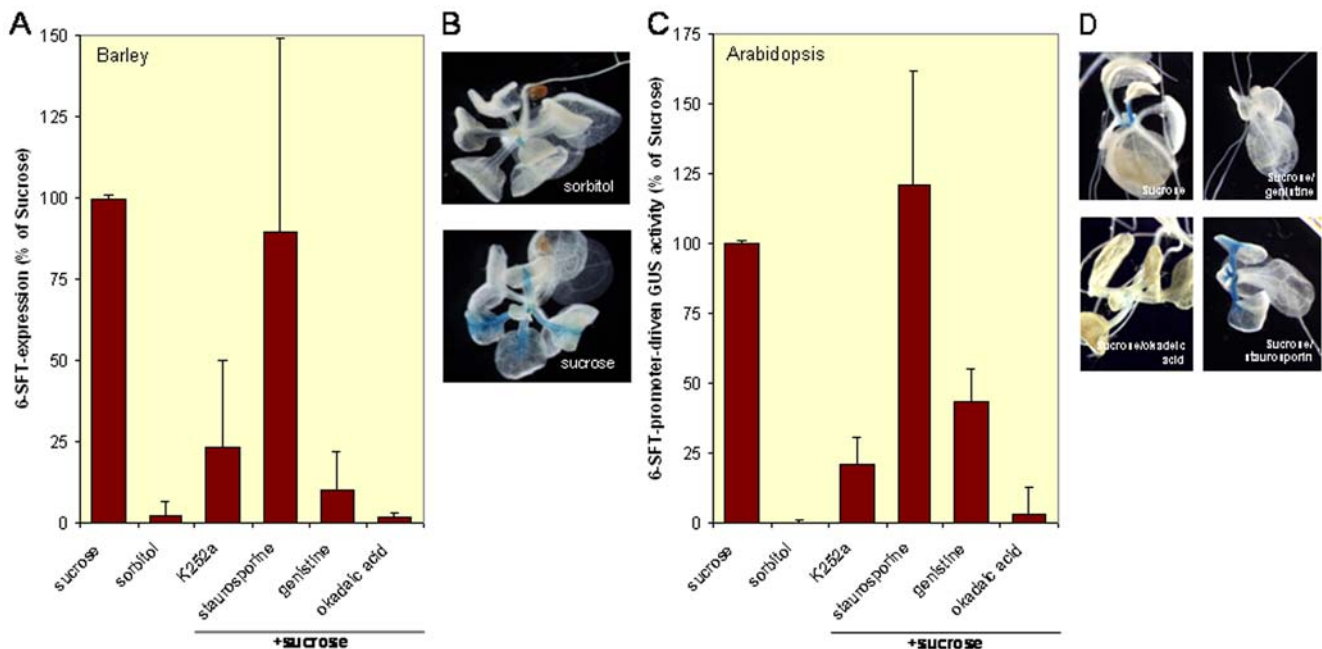 A
6-SFT-expression (% of Sucrose)
150
125
100
75
50
25
0
Barley
sucrose
sorbitol
K252a
staurosporine
genistine
okadaic acid
+sucrose
B
sorbitol
sucrose
C
6-SFT-promoter-driven GUS activity (% of Sucrose)
175
150
125
100
75
50
25
0
Arabidopsis
sucrose
sorbitol
K252a
staurosporine
genistine
okadaic acid
+sucrose
D
Sucrose
Sucrose/
genistine
Sucrose/okadeic
acid
Sucrose/
staurosporin